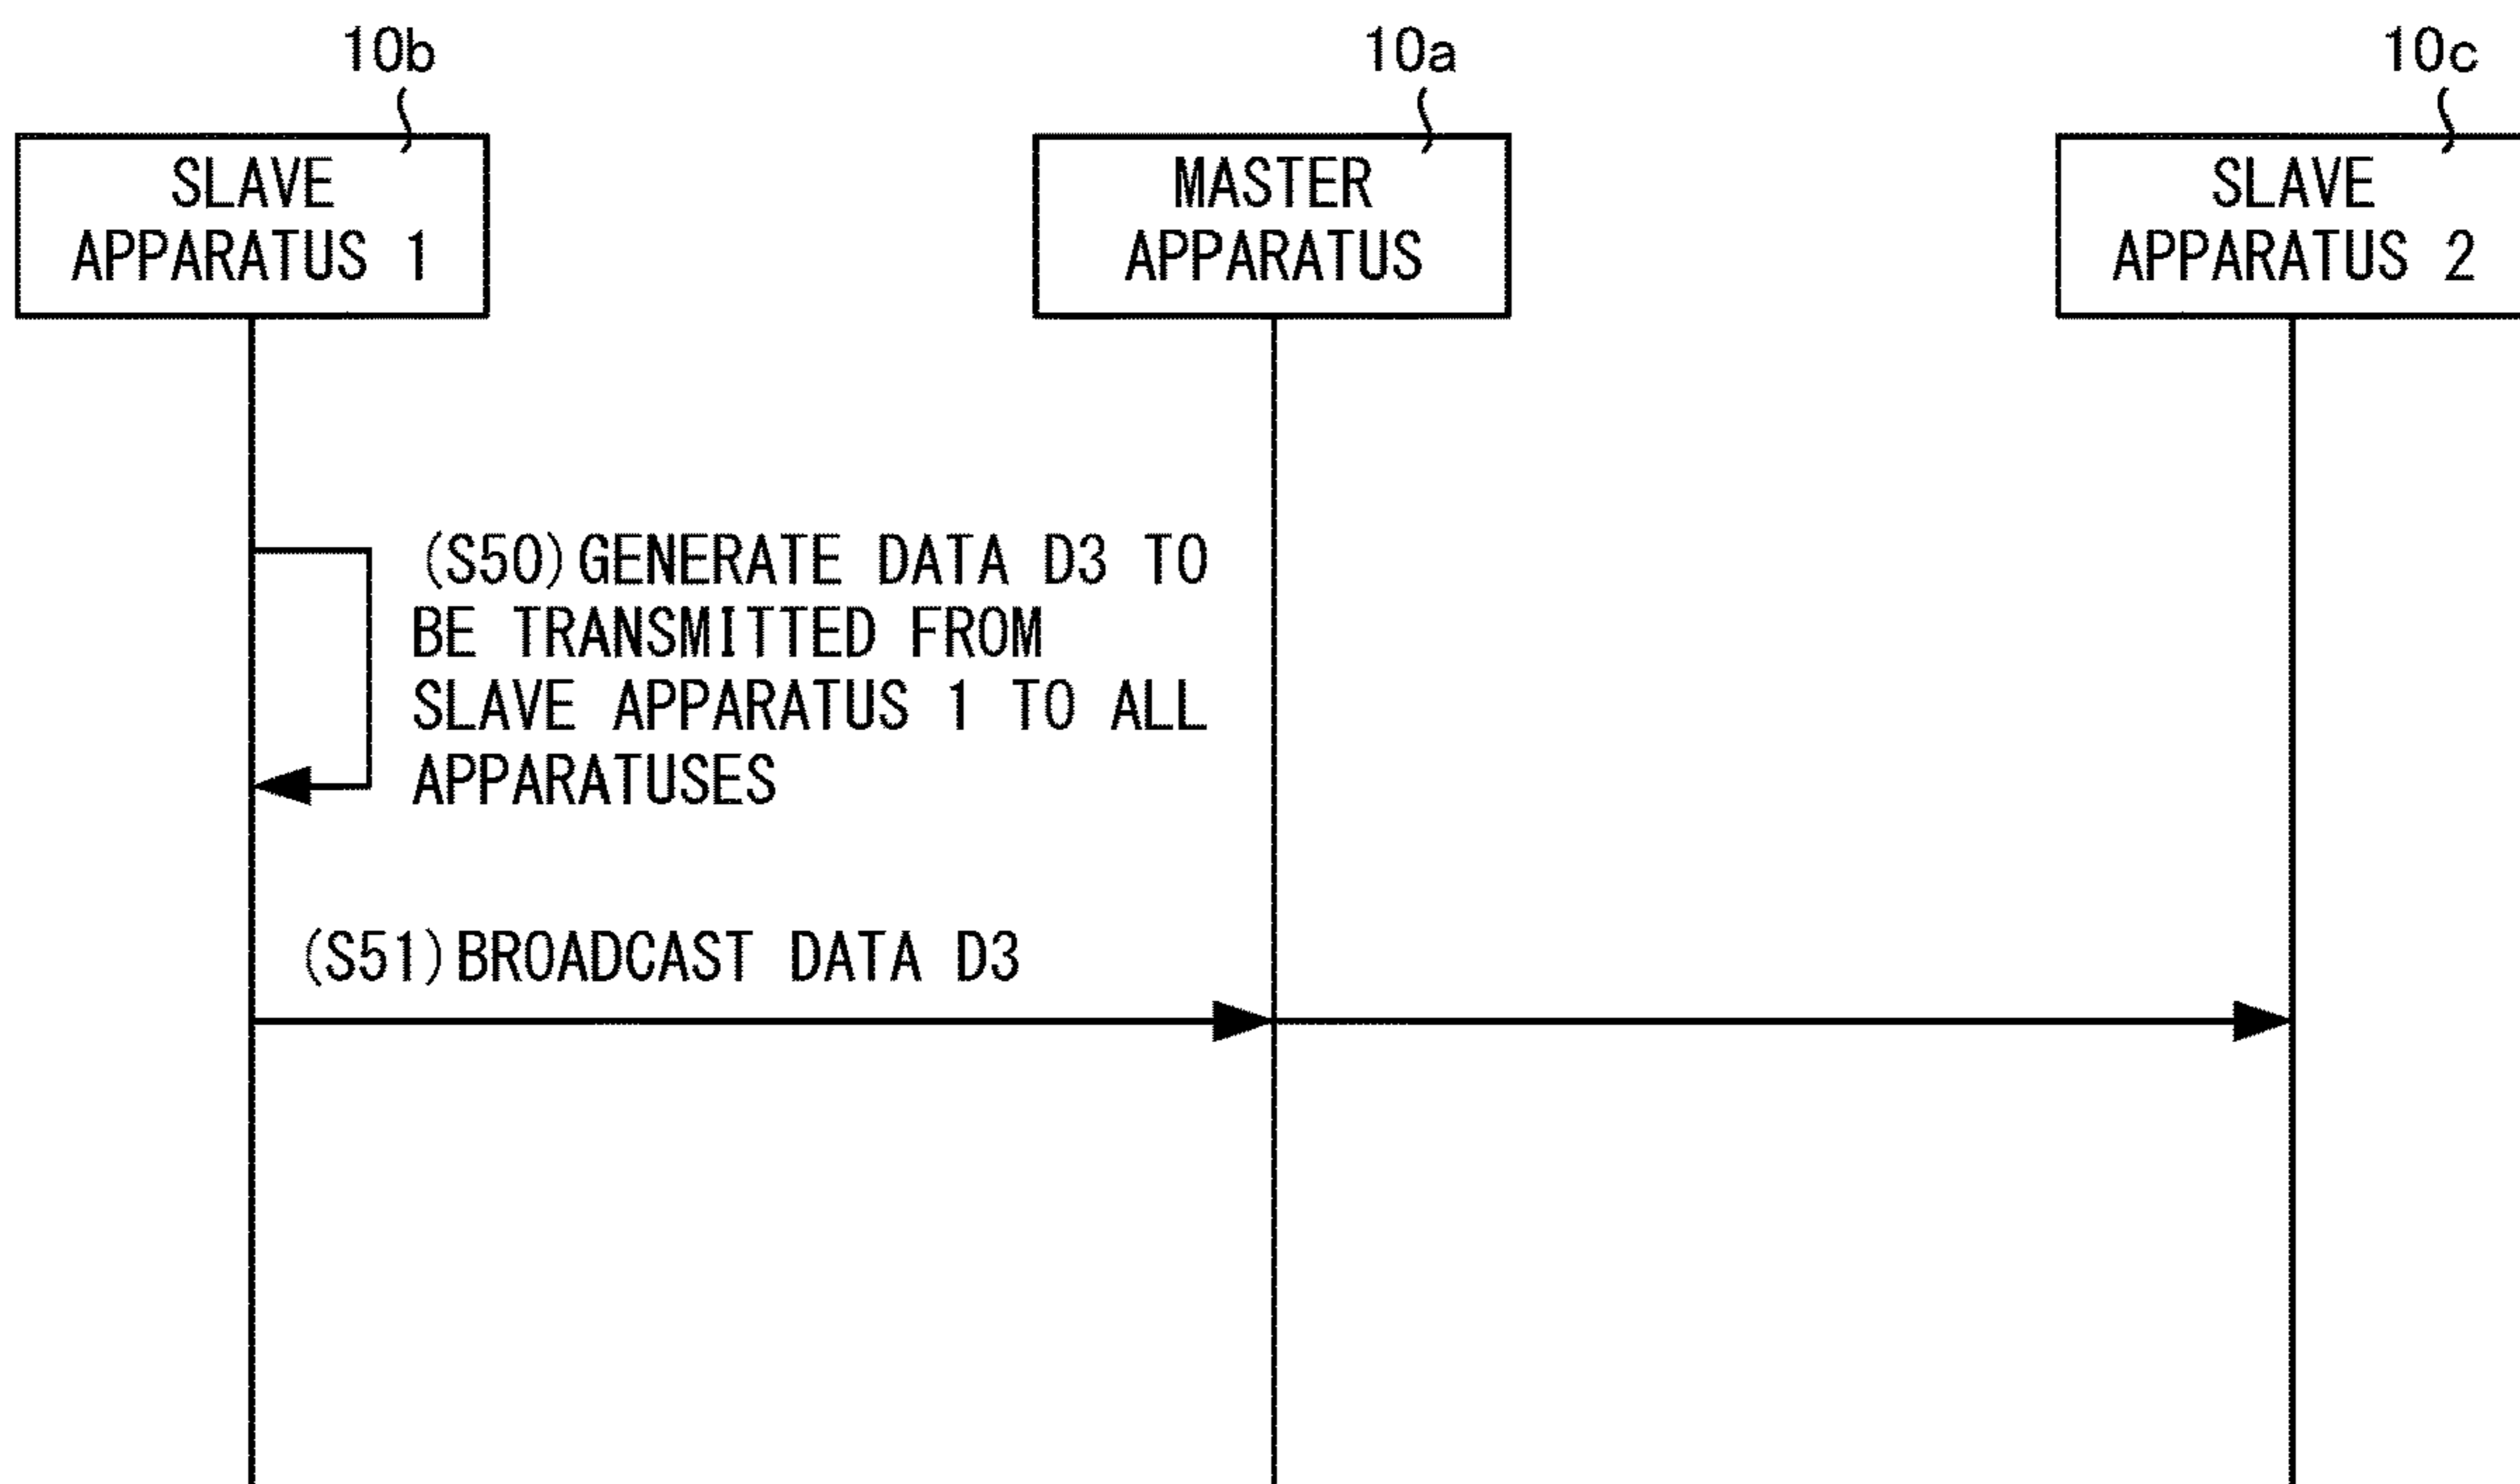 10b
10a
10c
SLAVE
APPARATUS 1
MASTER
APPARATUS
SLAVE
APPARATUS 2
(S50)GENERATE DATA D3 TO
BE TRANSMITTED FROM
SLAVE APPARATUS 1 TO ALL
APPARATUSES
(S51)BROADCAST DATA D3